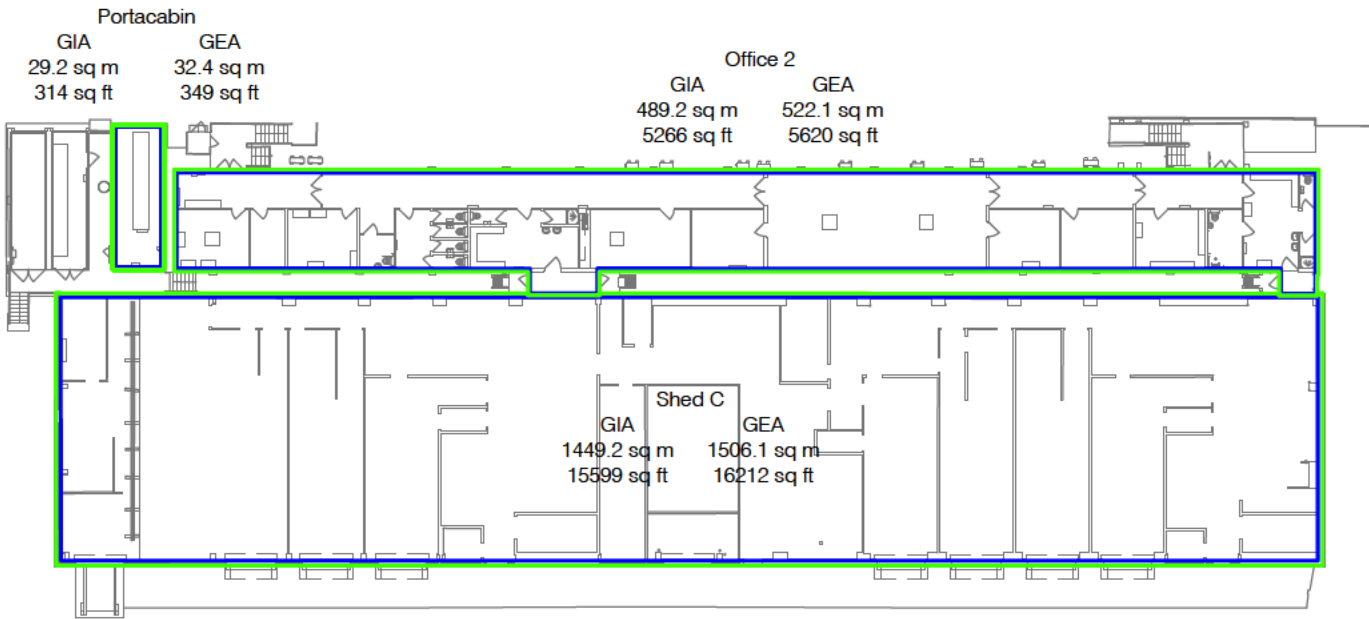 Portacabin
GIA GEA
29.2 sq m 32.4 sq m
314 sq ft 349 sq ft
Office 2
GIA GEA
489.2 sq m 522.1 sq m
5266 sq ft 5620 sq ft
Shed C
GIA GEA
1449.2 sq m 1506.1 sq m
15599 sq ft 16212 sq ft